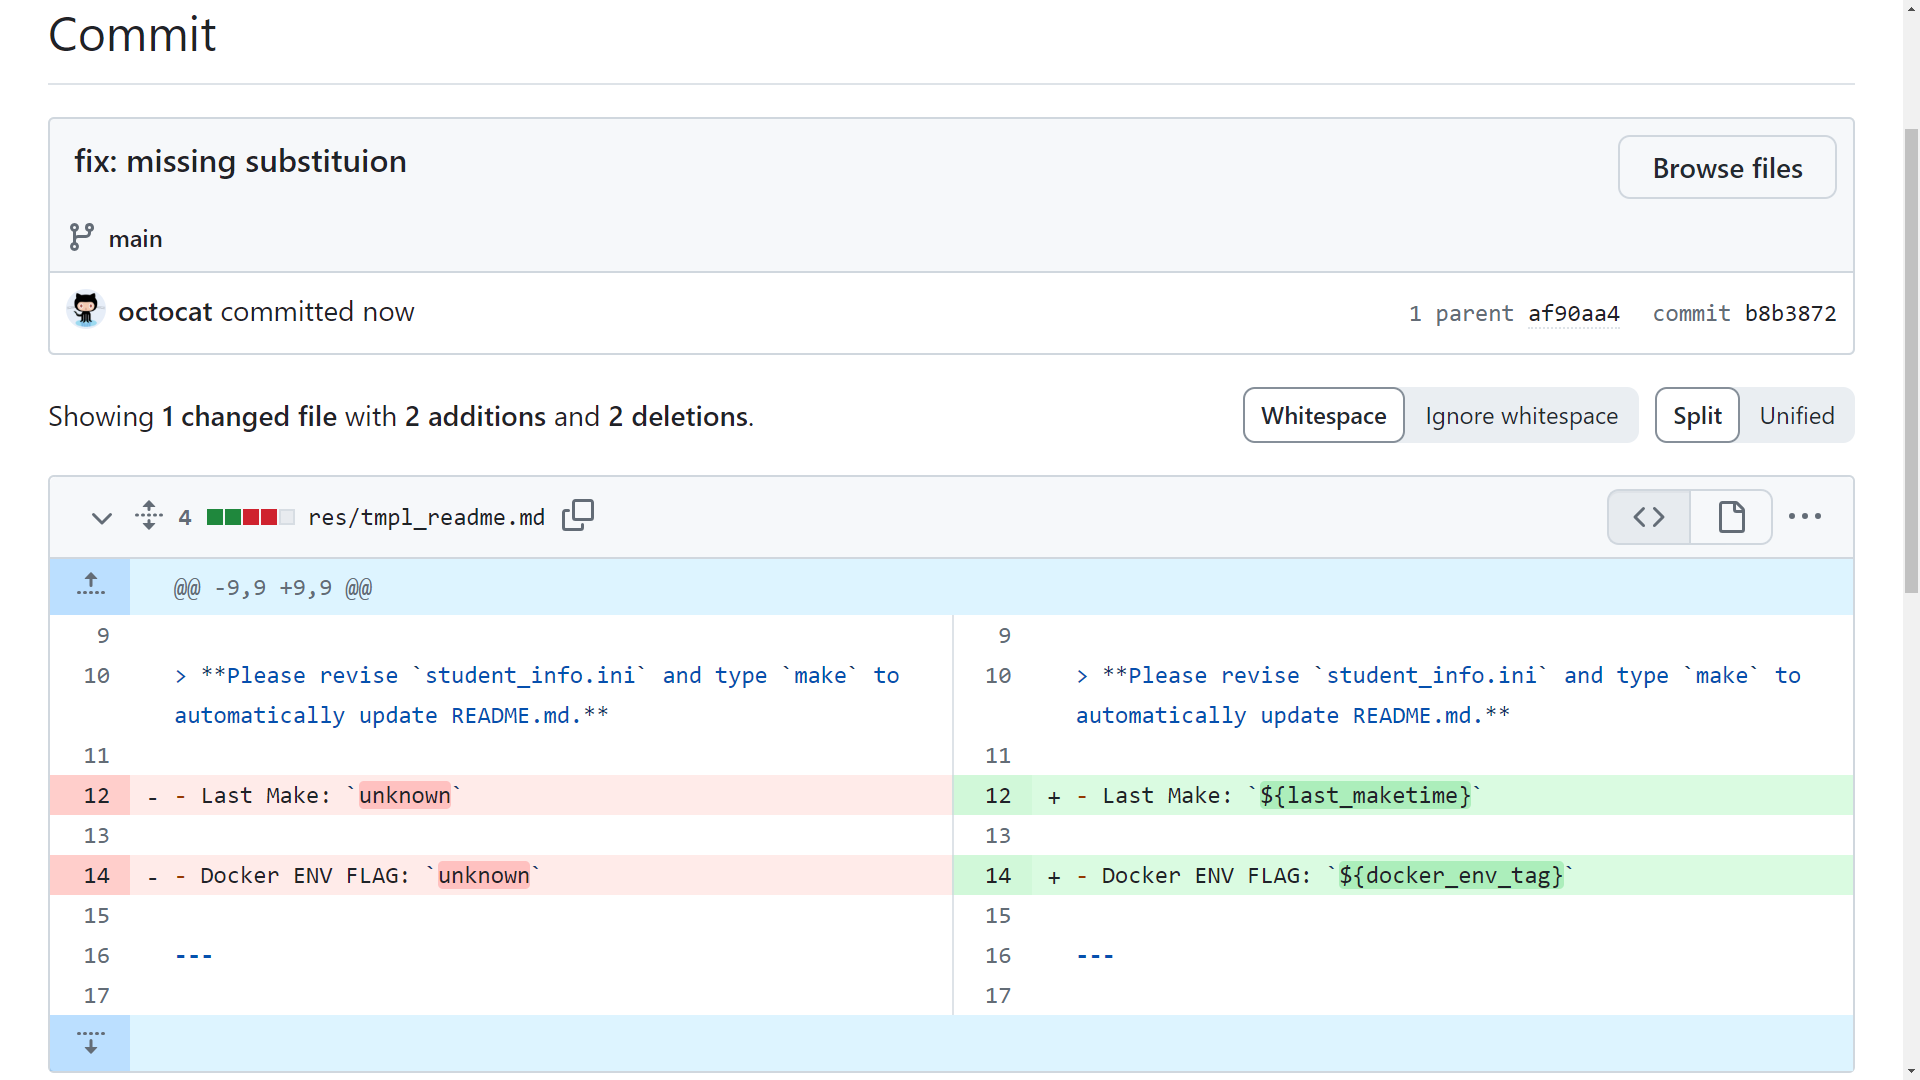 Commit
fix: missing substituion
Browse files
main
octocat committed now
1 parent af90aa4 commit b8b3872
Showing 1 changed file with 2 additions and 2 deletions.
Whitespace Ignore whitespace Split Unified
4 res/tmpl_readme.md
@@ -9,9 +9,9 @@
9 9
10 > **Please revise `student_info.ini` and type `make` to
automatically update README.md.**
10 > **Please revise `student_info.ini` and type `make` to
automatically update README.md.**
11 11
12 - - Last Make: `unknown`
12 + - Last Make: `${last_maketime}`
13 13
14 - - Docker ENV FLAG: `unknown`
14 + - Docker ENV FLAG: `${docker_env_tag}`
15 15
16 ---
16 ---
17 17